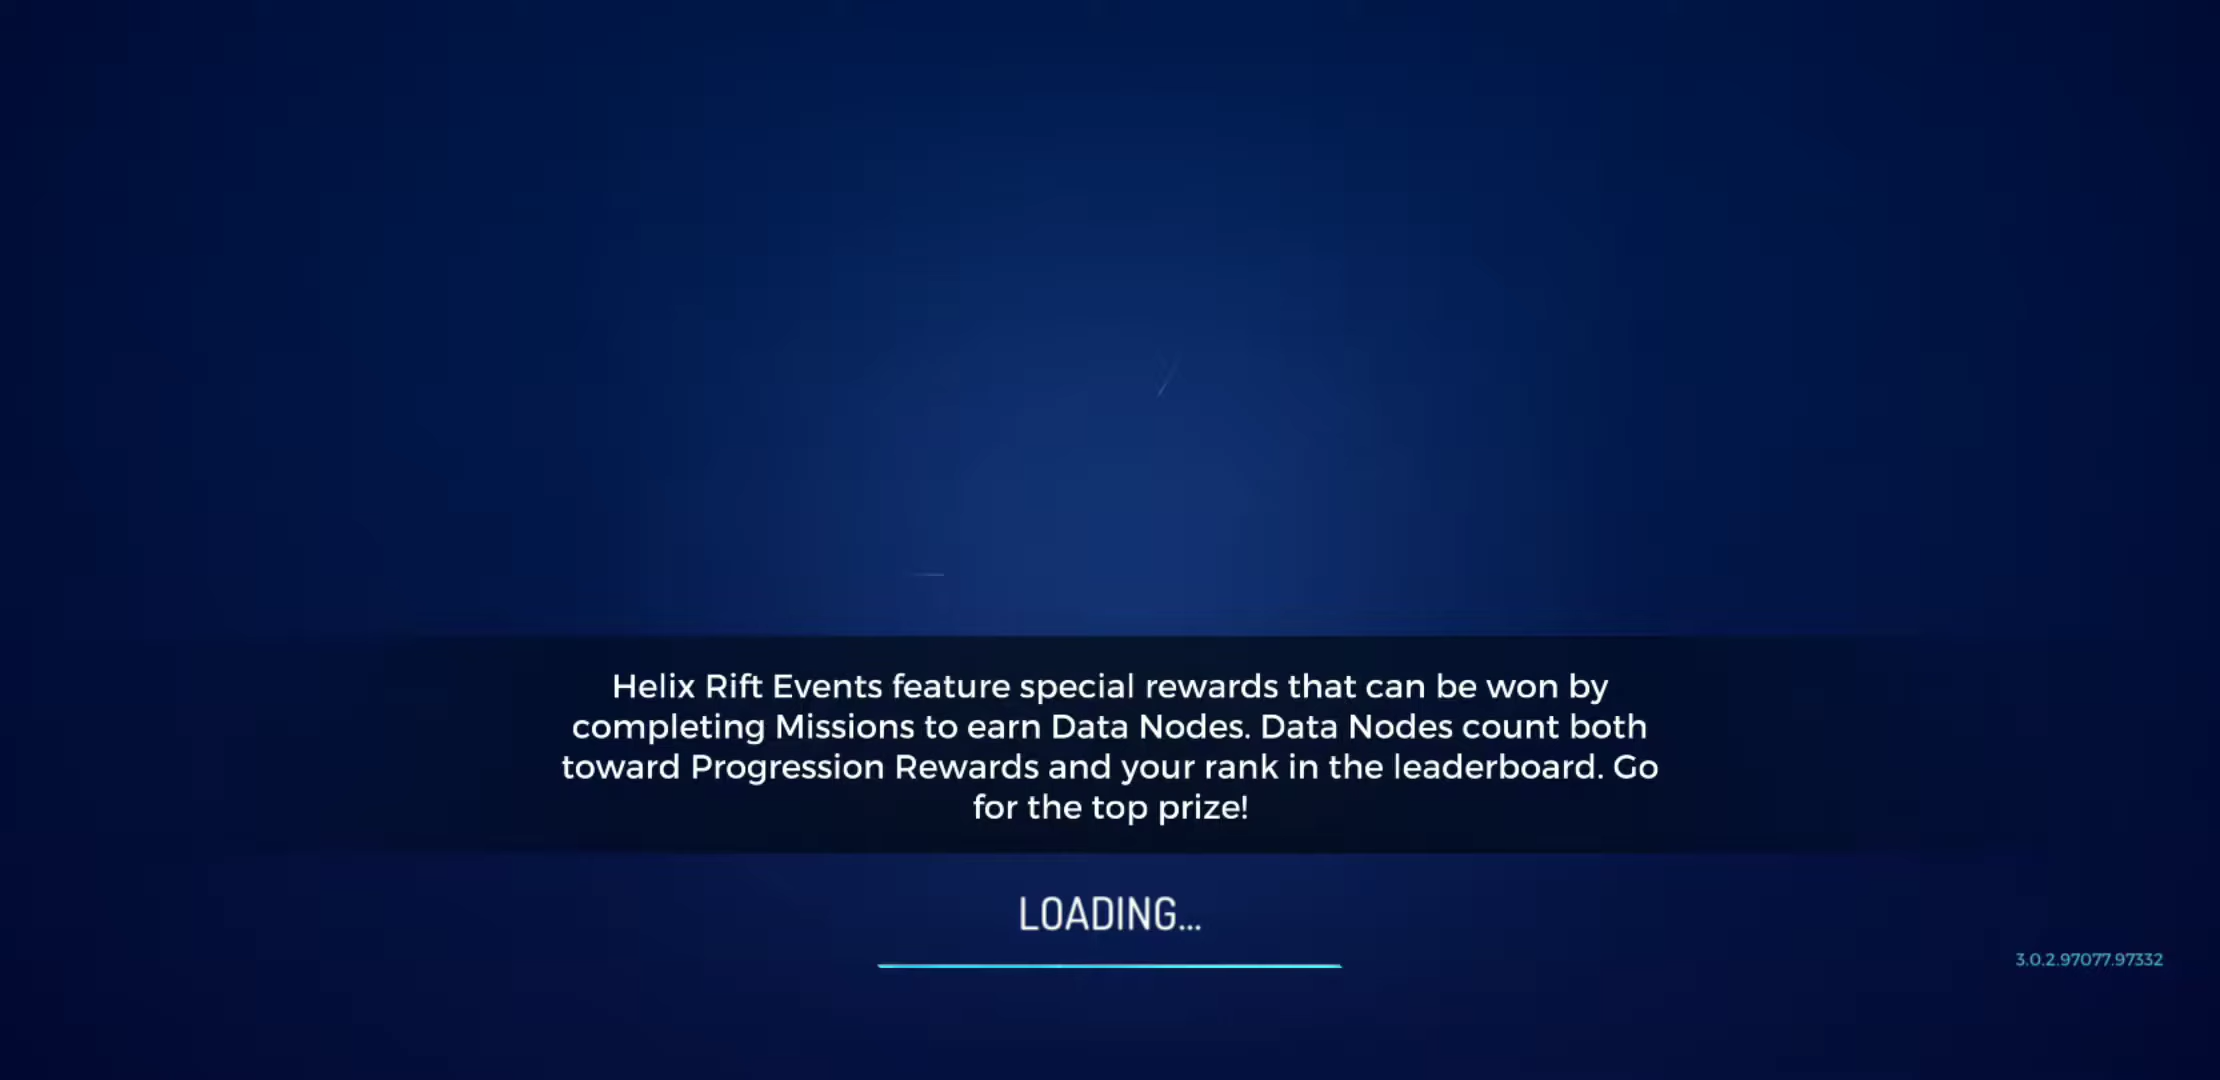 Helix Rift Events feature special rewards that can be won by
completing Missions to earn Data Nodes. Data Nodes count both
toward Progression Rewards and your rank in the leaderboard. Go
for the top prize!
LOADING...
3.0.2.97077.97332